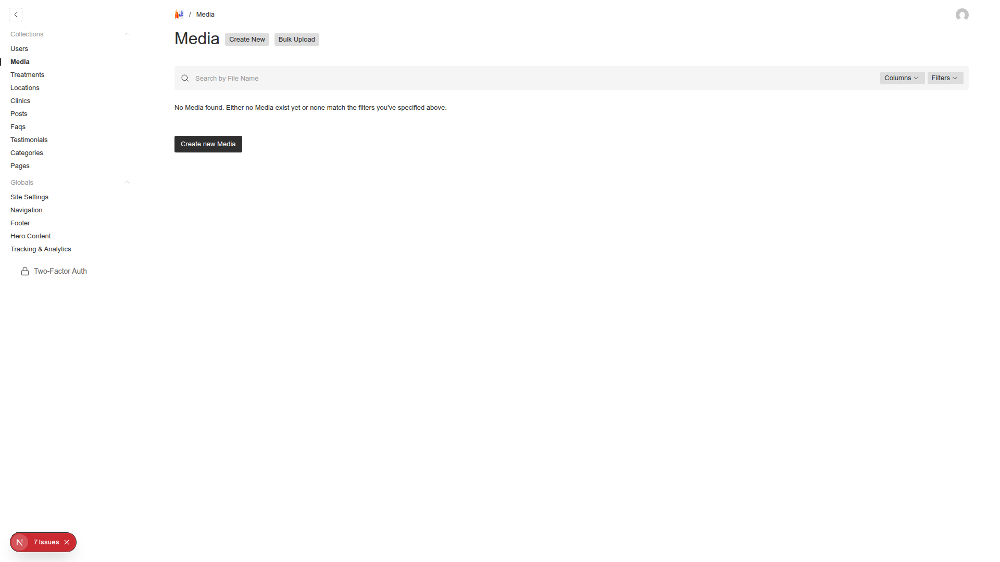 Collections
Users
Media
Treatments
Locations
Clinics
Posts
Faqs
Testimonials
Categories
Pages
Globals
Site Settings
Navigation
Footer
Hero Content
Tracking & Analytics
Two-Factor Auth
N 7 Issues
/ Media
Media Create New Bulk Upload
Search by File Name Columns Filters
No Media found. Either no Media exist yet or none match the filters you've specified above.
Create new Media